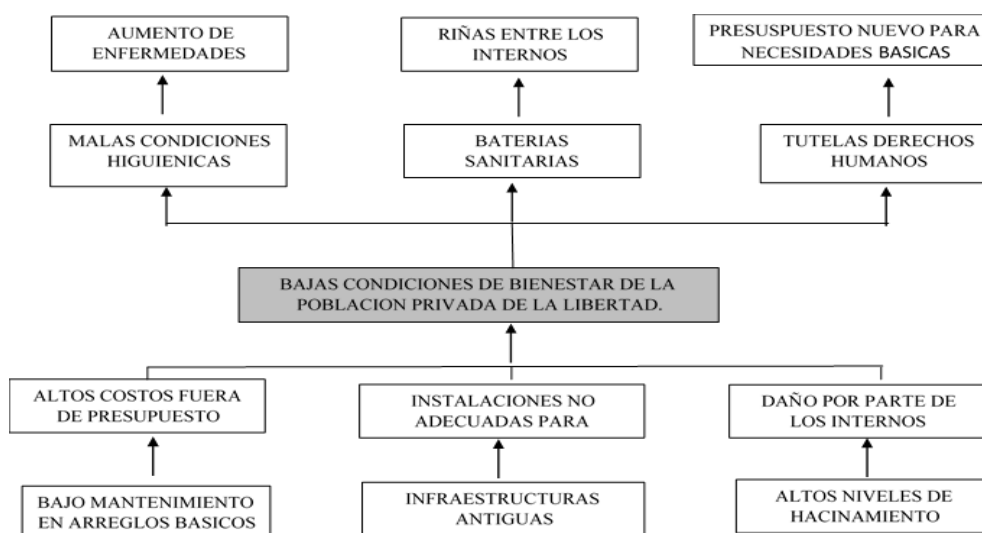 AUMENTO DE
ENFERMEDADES
RIÑAS ENTRE LOS
INTERNOS
PRESUSPUESTO NUEVO PARA
NECESIDADES BASICAS
MALAS CONDICIONES
HIGUIENICAS
BATERIAS
SANITARIAS
TUTELAS DERECHOS
HUMANOS
BAJAS CONDICIONES DE BIENESTAR DE LA
POBLACION PRIVADA DE LA LIBERTAD.
ALTOS COSTOS FUERA
DE PRESUPUESTO
INSTALACIONES NO
ADECUADAS PARA
DAÑO POR PARTE DE
LOS INTERNOS
BAJO MANTENIMIENTO
EN ARREGLOS BASICOS
INFRAESTRUCTURAS
ANTIGUAS
ALTOS NIVELES DE
HACINAMIENTO